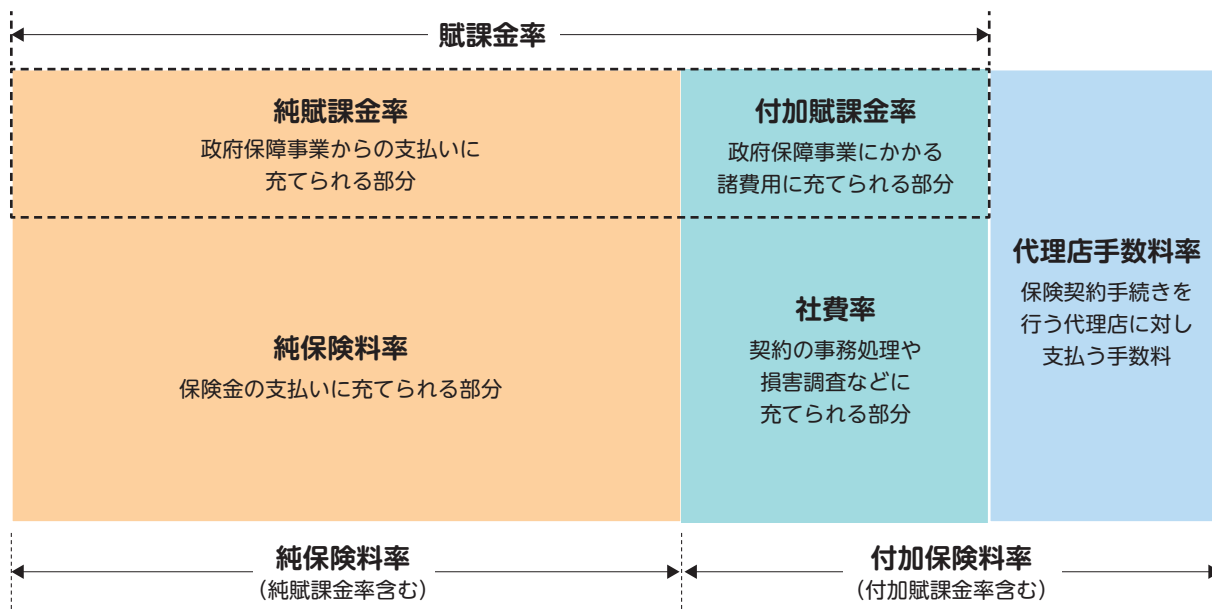 賦課金率
純賦課金率
政府保障事業からの支払いに
充てられる部分
付加賦課金率
政府保障事業にかかる
諸費用に充てられる部分
純保険料率
保険金の支払いに充てられる部分
社費率
契約の事務処理や
損害調査などに
充てられる部分
代理店手数料率
保険契約手続きを
行う代理店に対し
支払う手数料
純保険料率
（純賦課金率含む）
付加保険料率
（付加賦課金率含む）